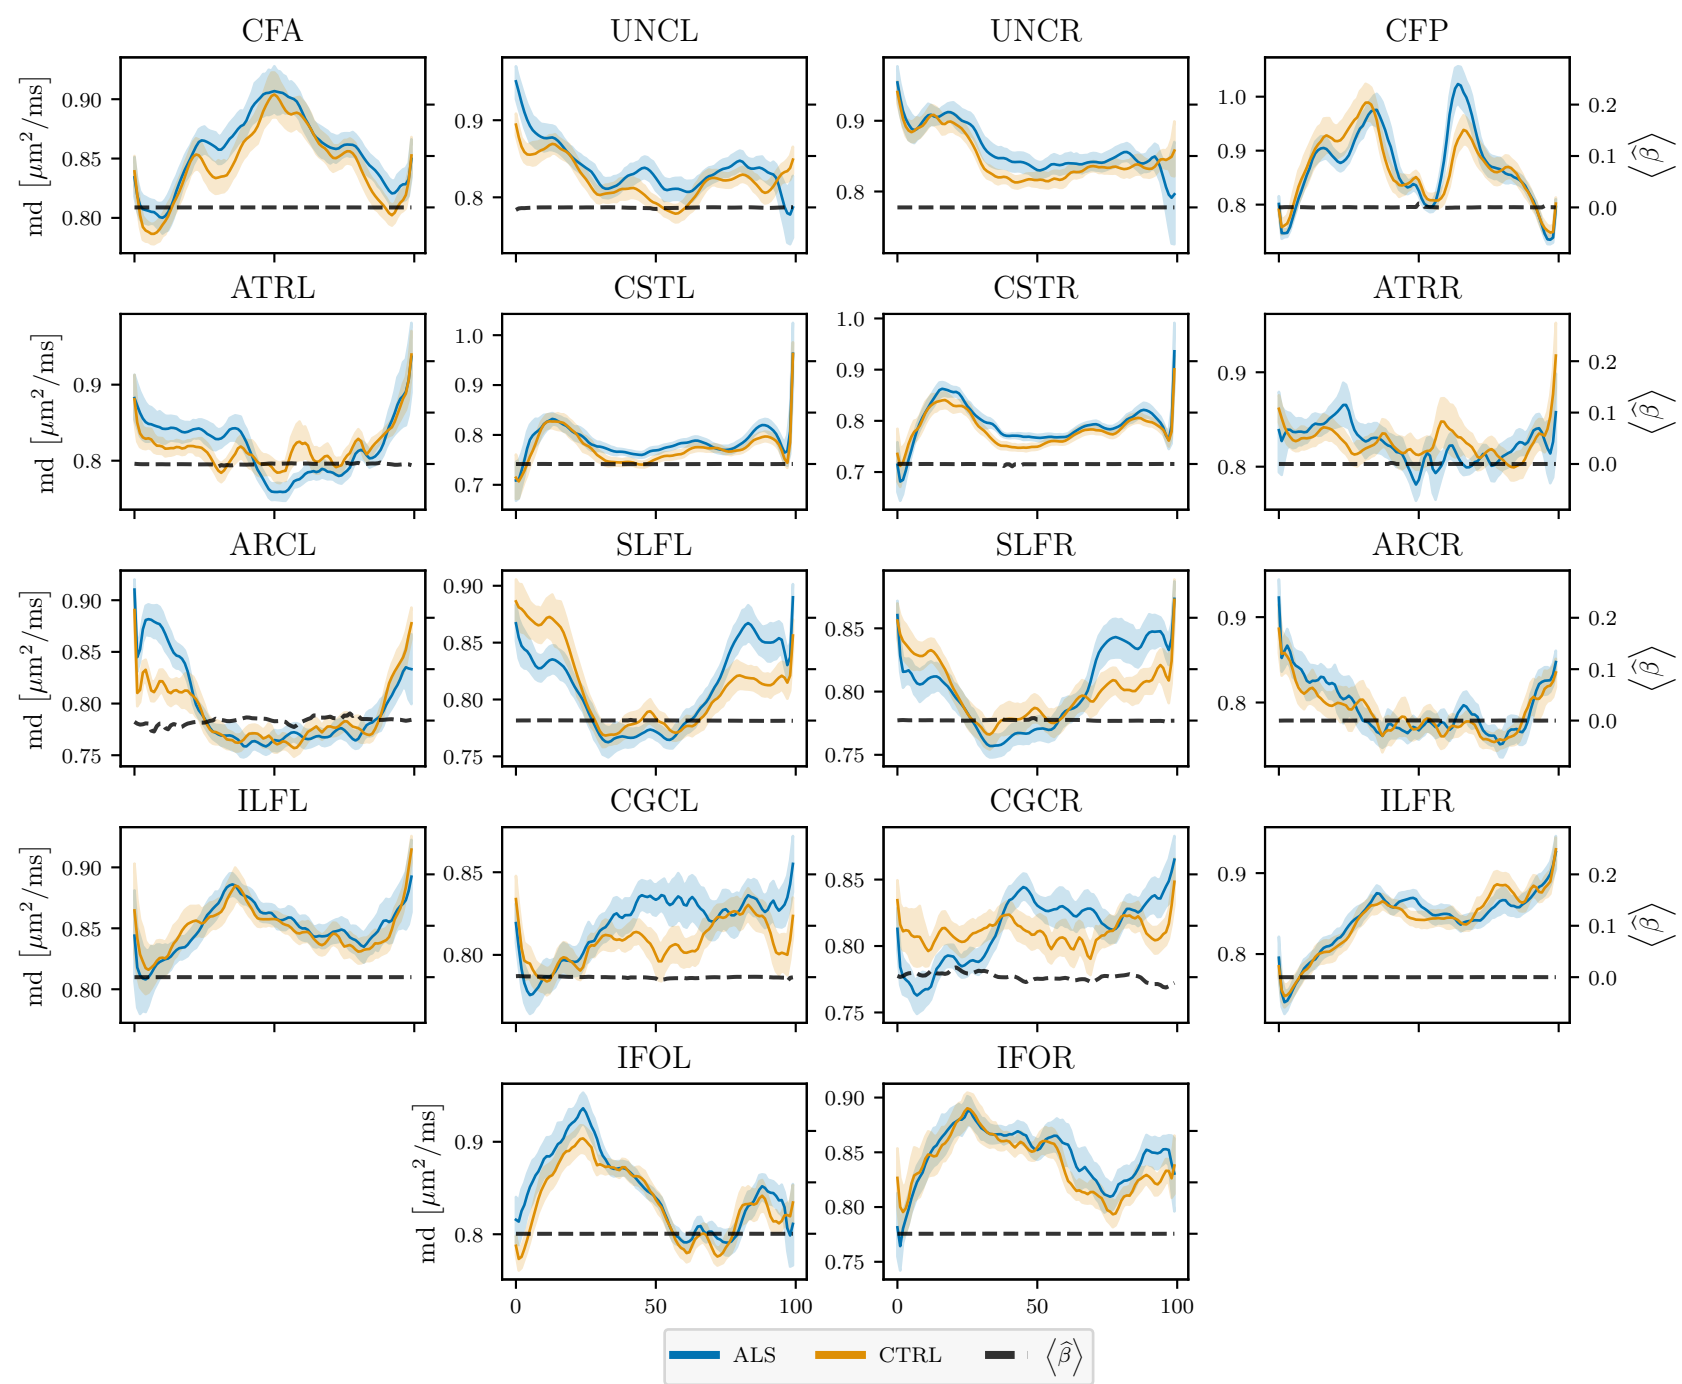 CFA UNCL UNCR CFP
md [μm²/ms] 0.90 0.85 0.80
0.9 0.8
0.9 0.8
1.0 0.9 0.8
0.2 0.1 0.0 ⟨β̂⟩
ATRL CSTL CSTR ATRR
md [μm²/ms] 0.9 0.8
1.0 0.9 0.8 0.7
1.0 0.9 0.8 0.7
0.9 0.8
0.2 0.1 0.0 ⟨β̂⟩
ARCL SLFL SLFR ARCR
md [μm²/ms] 0.90 0.85 0.80 0.75
0.90 0.85 0.80 0.75
0.85 0.80 0.75
0.9 0.8
0.2 0.1 0.0 ⟨β̂⟩
ILFL CGCL CGCR ILFR
md [μm²/ms] 0.90 0.85 0.80
0.85 0.80
0.85 0.80 0.75
0.9 0.8
0.2 0.1 0.0 ⟨β̂⟩
IFOL IFOR
md [μm²/ms] 0.9 0.8
0.90 0.85 0.80 0.75
0 50 100 0 50 100
ALS CTRL ⟨β̂⟩